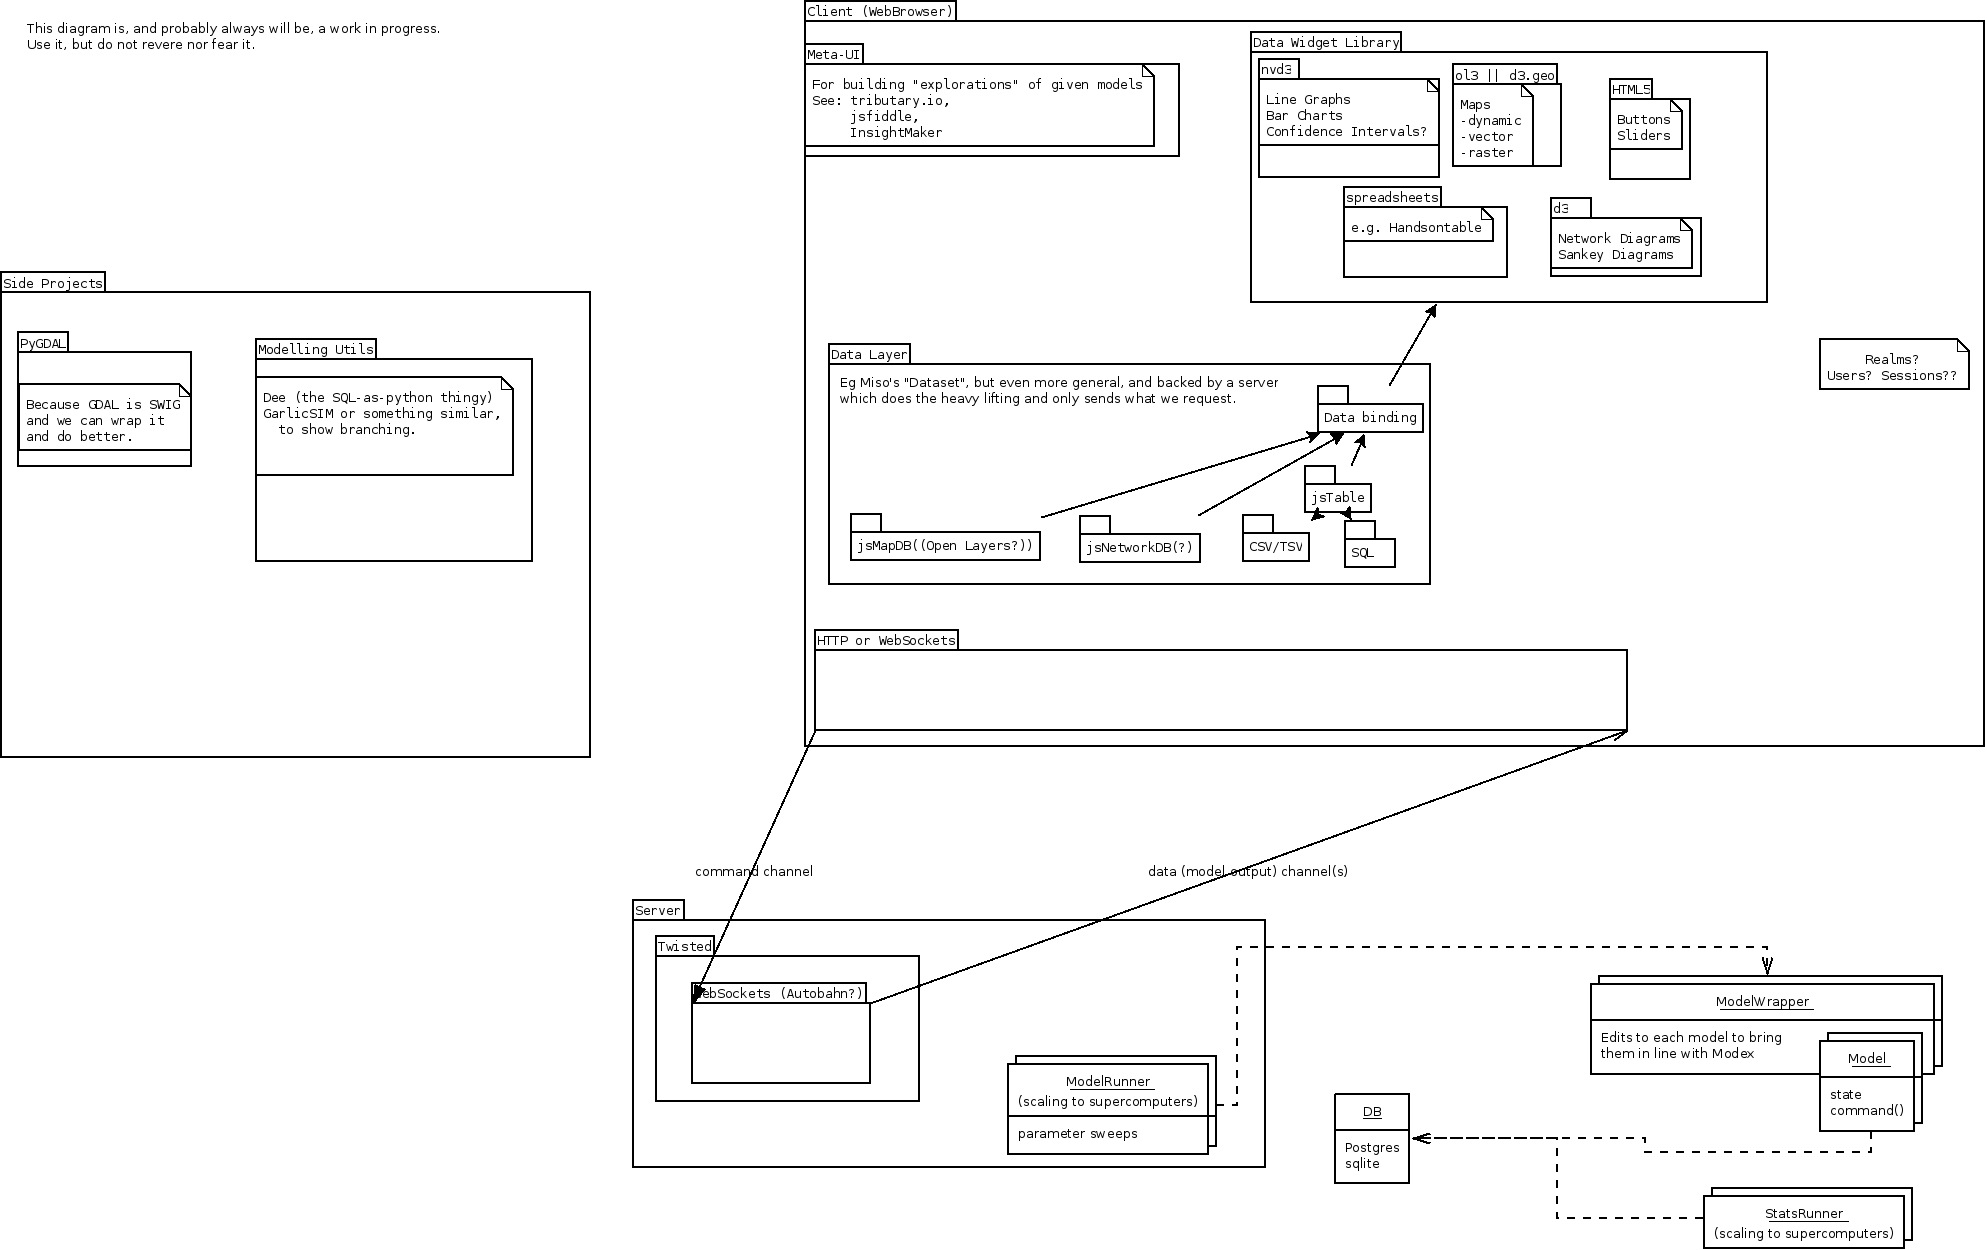 This diagram is, and probably always will be, a work in progress.
Use it, but do not revere nor fear it.
Client (WebBrowser)
Meta-UI
For building "explorations" of given models
See: tributary.io,
jsfiddle,
InsightMaker
Data Widget Library
nvd3
Line Graphs
Bar Charts
Confidence Intervals?
ol3 || d3.geo
Maps
-dynamic
-vector
-raster
HTML5
Buttons
Sliders
spreadsheets
e.g. Handsontable
d3
Network Diagrams
Sankey Diagrams
Side Projects
PyGDAL
Because GDAL is SWIG
and we can wrap it
and do better.
Modelling Utils
Dee (the SQL-as-python thingy)
GarlicSIM or something similar,
to show branching.
Realms?
Users? Sessions??
Data Layer
Eg Miso's "Dataset", but even more general, and backed by a server
which does the heavy lifting and only sends what we request.
Data binding
jsTable
jsMapDB((Open Layers?))
jsNetworkDB(?)
CSV/TSV
SQL
HTTP or WebSockets
command channel
data (model output) channel(s)
Server
Twisted
WebSockets (Autobahn?)
ModelRunner
(scaling to supercomputers)
parameter sweeps
ModelWrapper
Edits to each model to bring
them in line with Modex
Model
state
command()
DB
Postgres
sqlite
StatsRunner
(scaling to supercomputers)